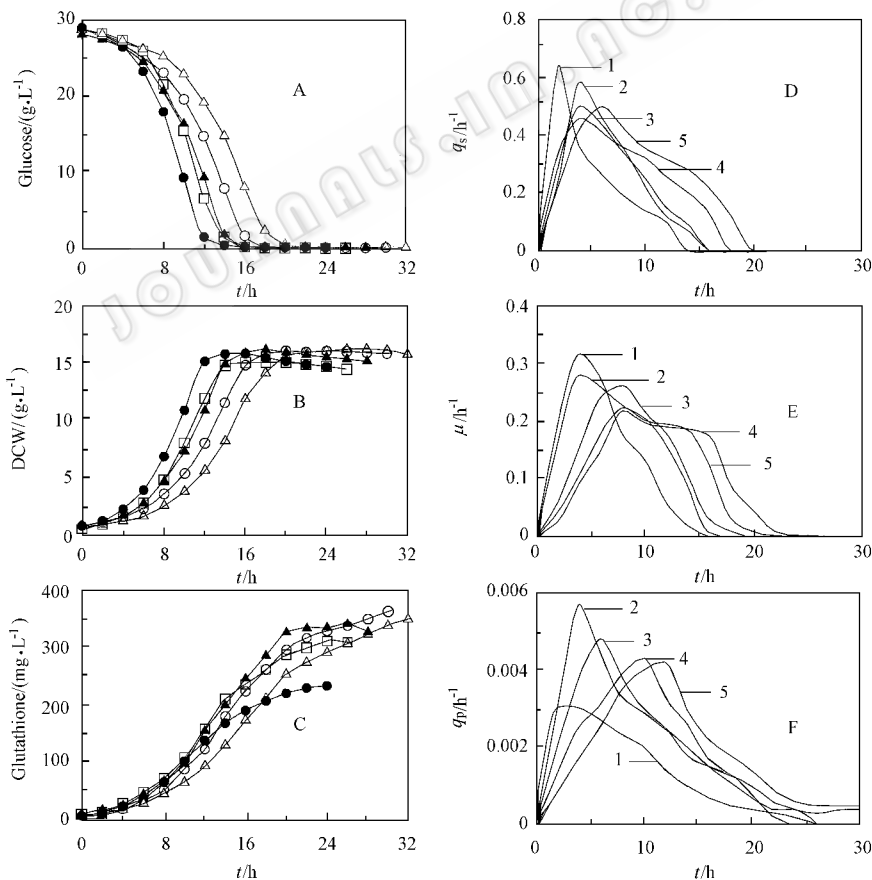 JOURNALS.IM.AC.
30
20
10
0
Glucose/(g•L⁻¹)
A
0 8 16 24 32
t/h
20
15
10
5
0
DCW/(g•L⁻¹)
B
0 8 16 24 32
t/h
400
300
200
100
0
Glutathione/(mg•L⁻¹)
C
0 8 16 24 32
t/h
0.8
0.6
0.4
0.2
0
qs/h⁻¹
1
2
3
5
4
D
0 10 20 30
t/h
0.4
0.3
0.2
0.1
0
μ/h⁻¹
1
2
3
4
5
E
0 10 20 30
t/h
0.006
0.004
0.002
0
qp/h⁻¹
2
3
4
5
1
F
0 10 20 30
t/h